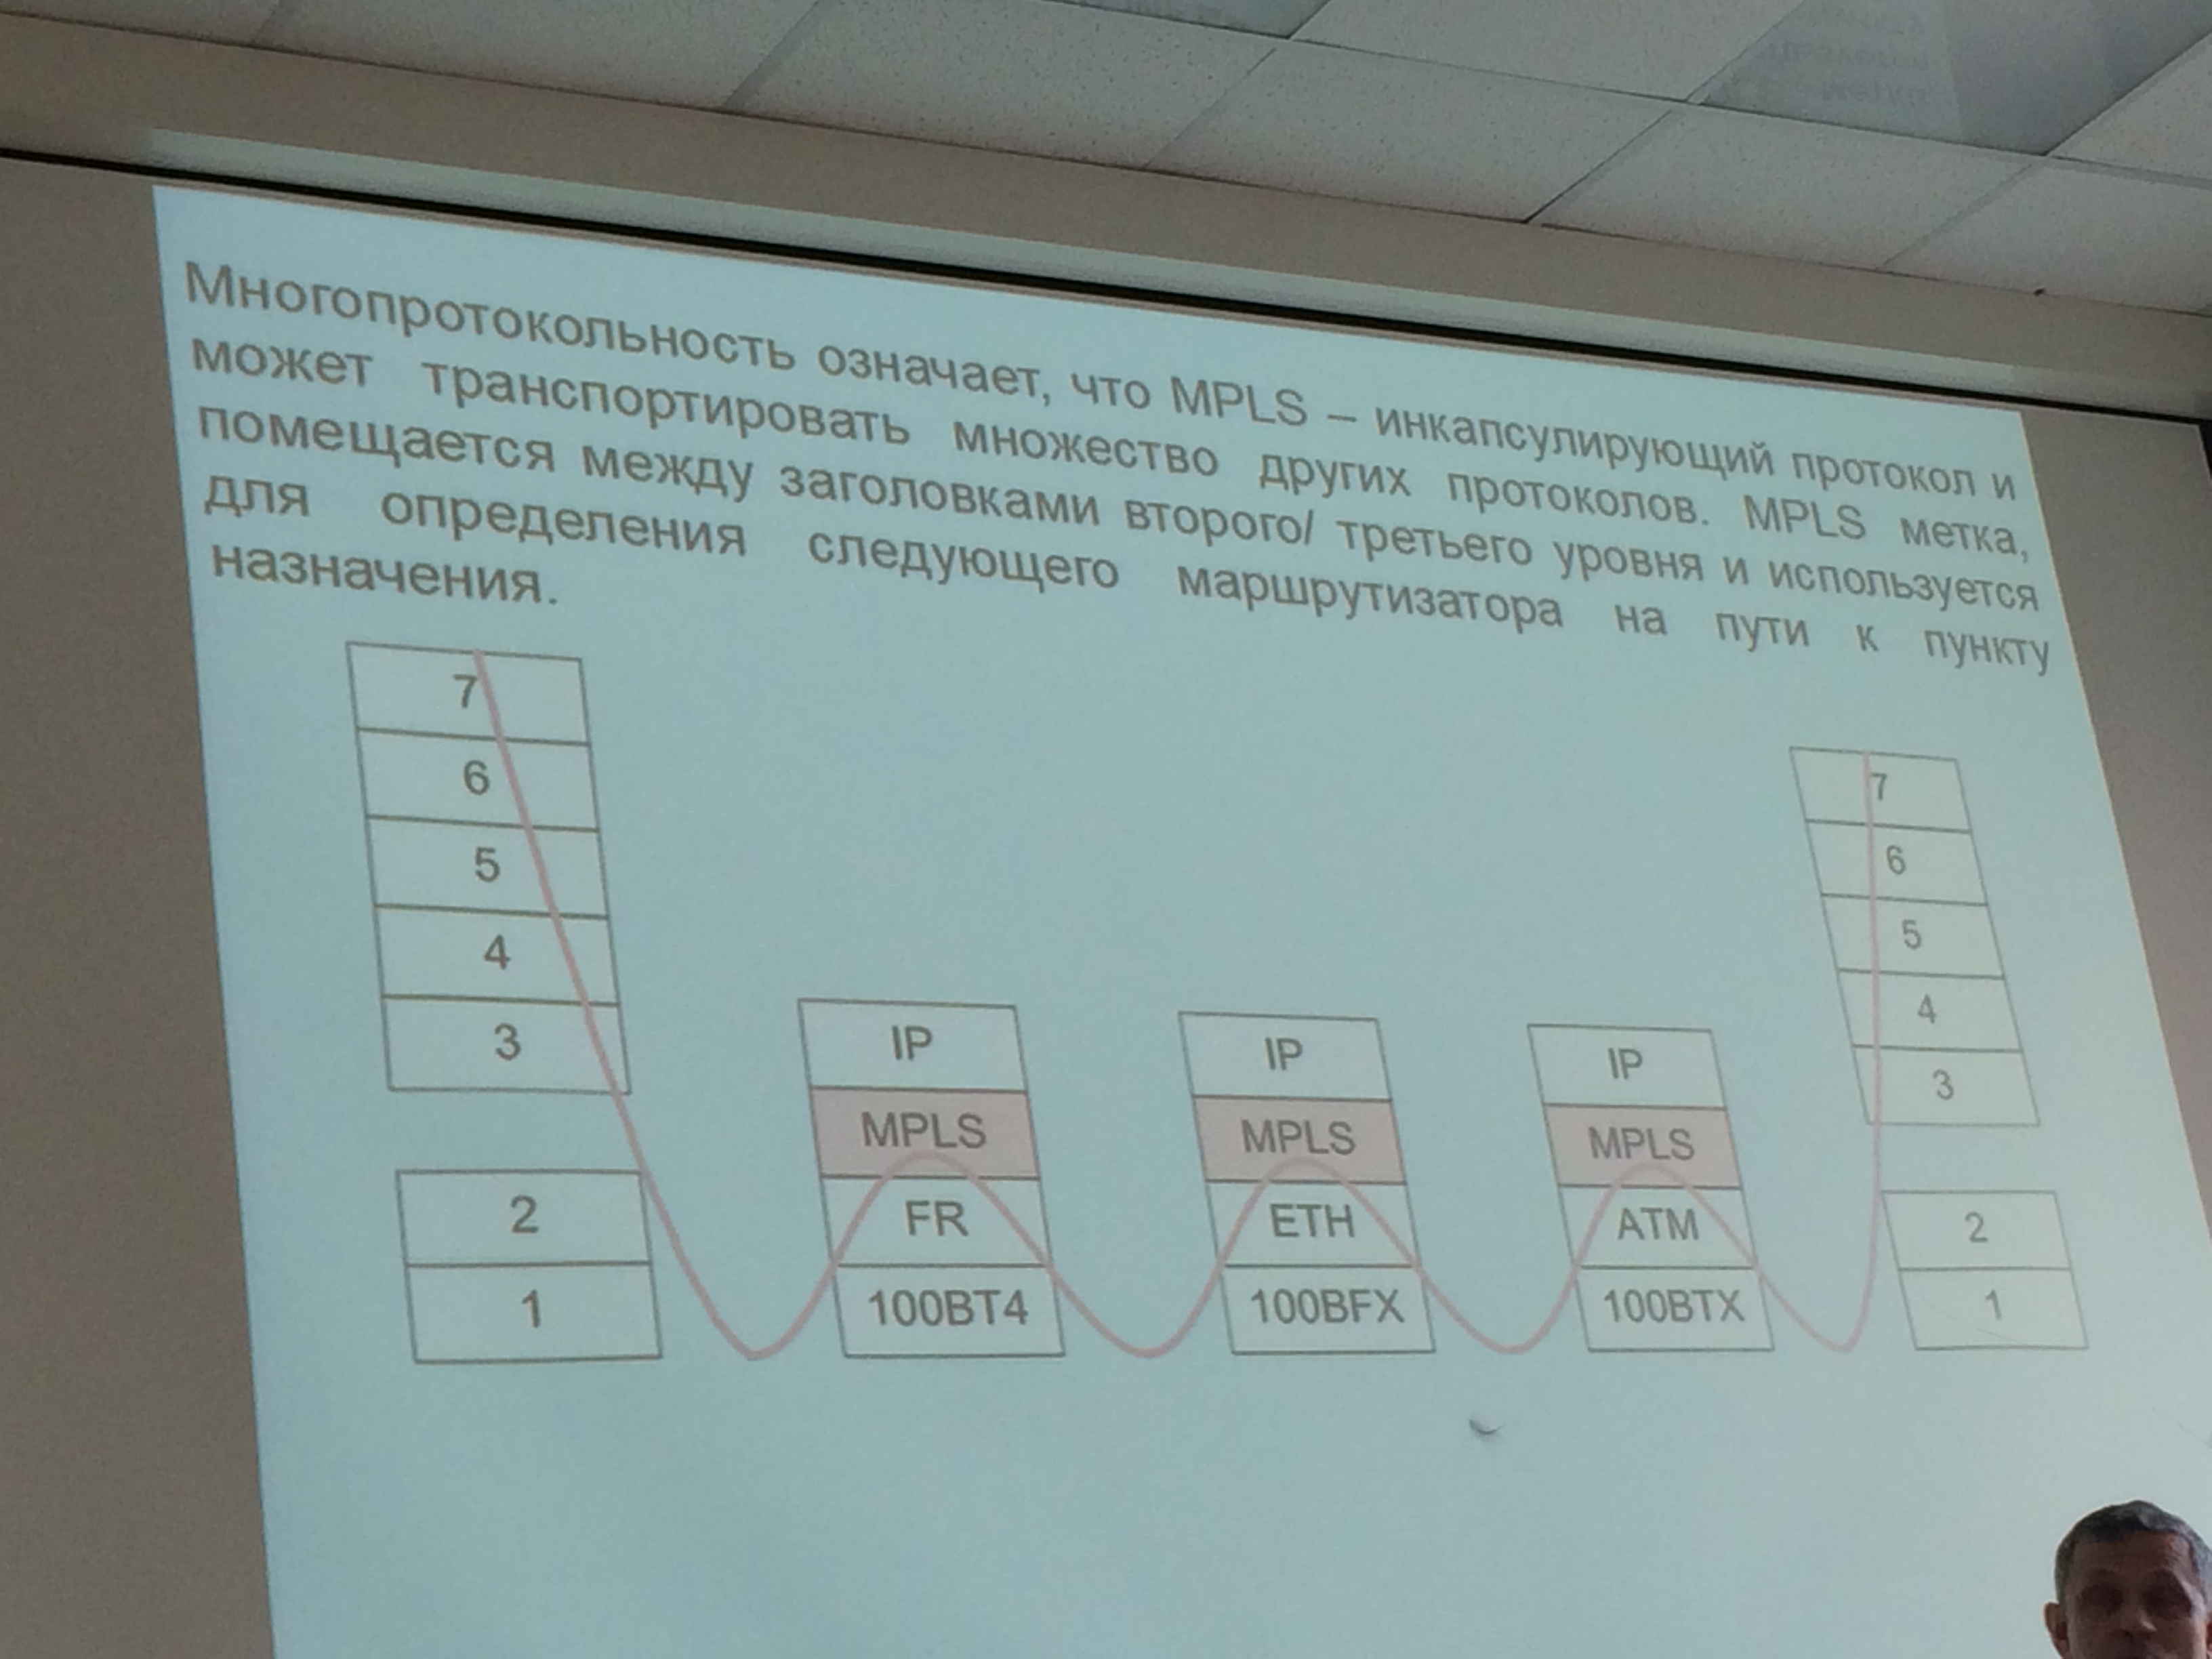 Многопротокольность означает, что MPLS – инкапсулирующий протокол и
может транспортировать множество других протоколов. MPLS метка,
помещается между заголовками второго/ третьего уровня и используется
для определения следующего маршрутизатора на пути к пункту
назначения.
7
6
5
4
3
2
1
IP
MPLS
FR
100BT4
IP
MPLS
ETH
100BFX
IP
MPLS
ATM
100BTX
7
6
5
4
3
2
1